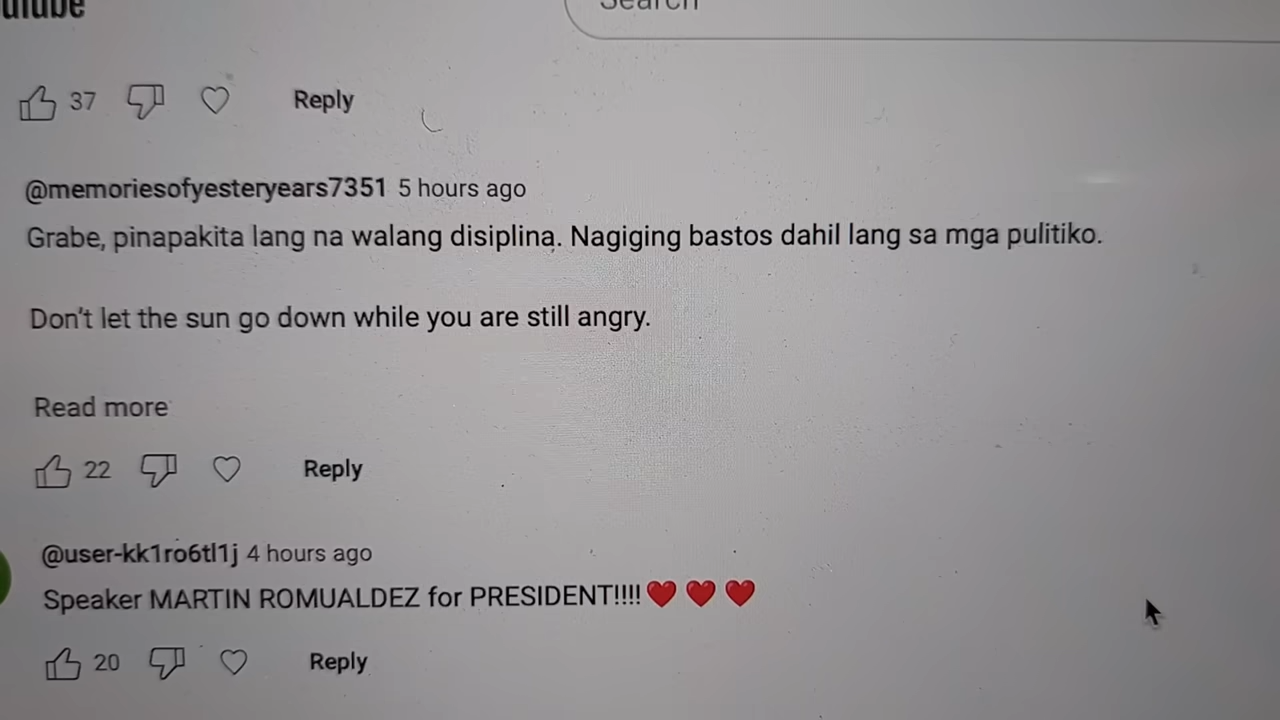 Search
37 Reply
@memoriesofyesteryears7351 5 hours ago
Grabe, pinapakita lang na walang disiplina. Nagiging bastos dahil lang sa mga pulitiko.
Don't let the sun go down while you are still angry.
Read more
22 Reply
@user-kk1ro6tl1j 4 hours ago
Speaker MARTIN ROMUALDEZ for PRESIDENT!!!!❤️❤️❤️
20 Reply